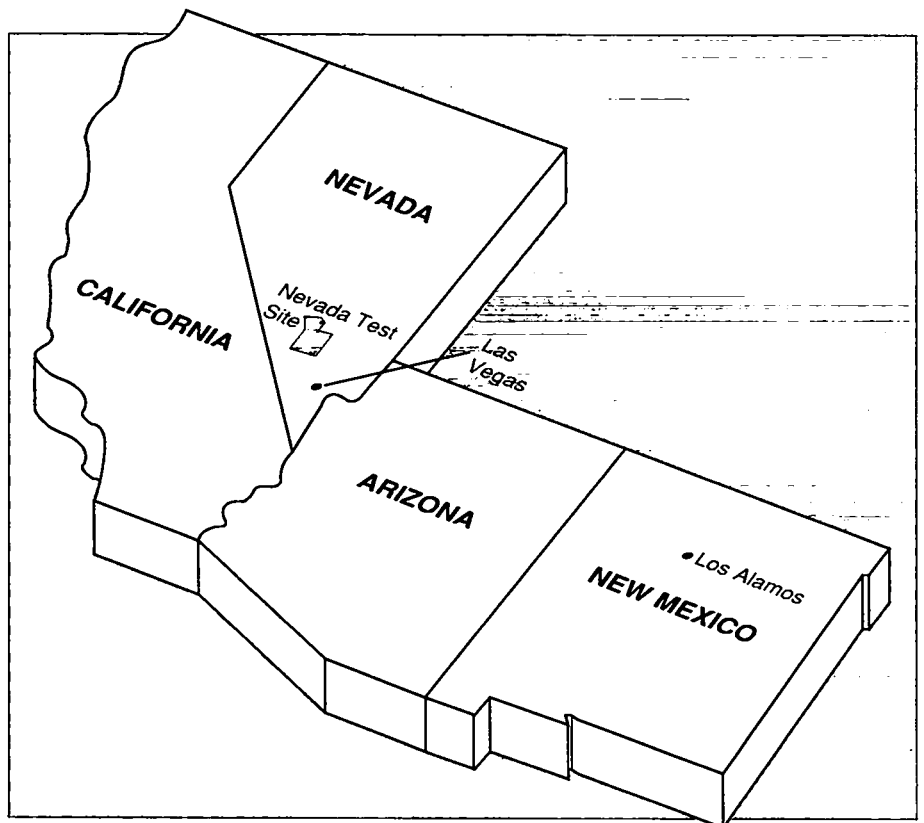 NEVADA
CALIFORNIA
Nevada Test
Site
Las
Vegas
ARIZONA
Los Alamos
NEW MEXICO